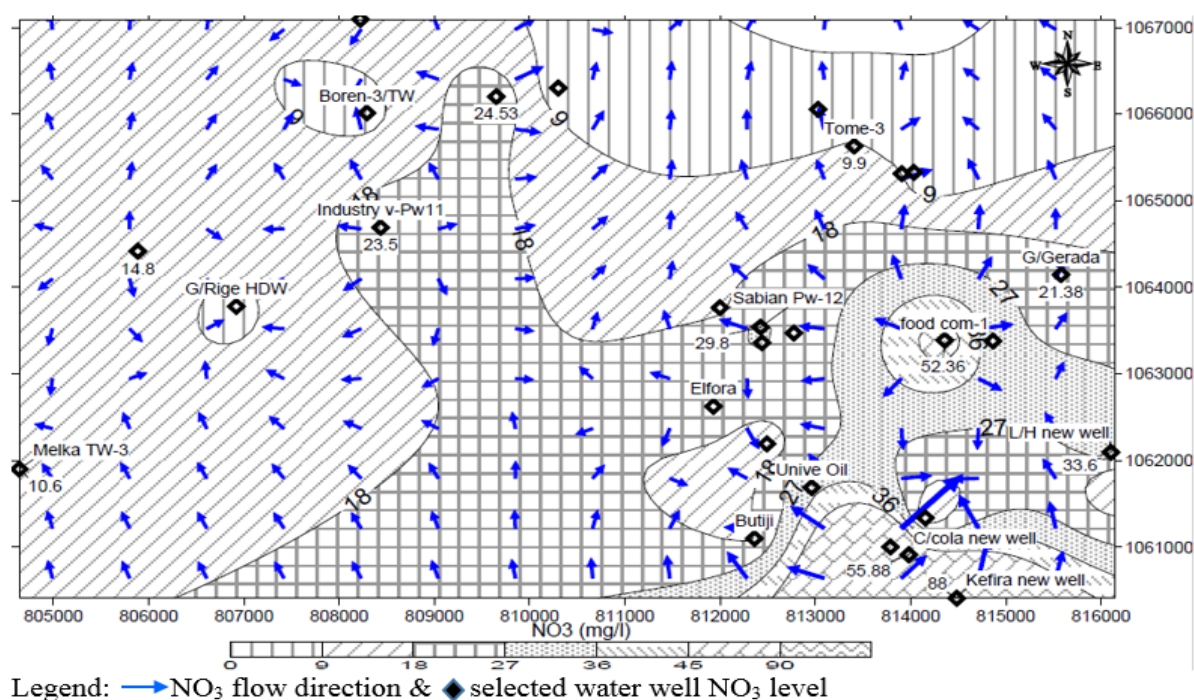 1067000
N
W E
S
Boren-3/TW
9
24.53
9
1066000
Tome-3
9.9
9
1065000
18
Industry v-Pw11
23.5
18
18
14.8
G/Rige HDW
G/Gerada
21.38
27
1064000
Sabian Pw-12
29.8
food com-1
36
52.36
1063000
Elfora
27
L/H new well
33.6
1062000
Melka TW-3
10.6
18
18
Unive Oil
27
36
Butiji
C/cola new well
1061000
55.88
88
Kefira new well
805000 806000 807000 808000 809000 810000 811000 812000 813000 814000 815000 816000
NO3 (mg/l)
0 9 18 27 36 45 90
Legend: NO₃ flow direction & selected water well NO₃ level